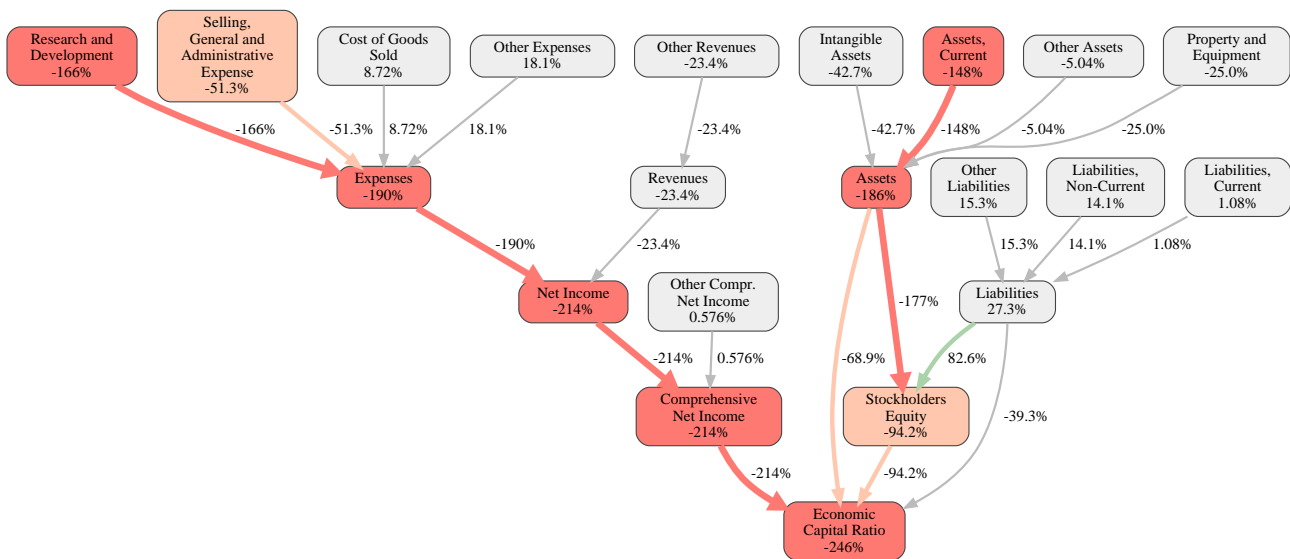 Research and
Development
-166%
Selling,
General and
Administrative
Expense
-51.3%
Cost of Goods
Sold
8.72%
Other Expenses
18.1%
Other Revenues
-23.4%
Intangible
Assets
-42.7%
Assets,
Current
-148%
Other Assets
-5.04%
Property and
Equipment
-25.0%
-166%
-51.3%
8.72%
18.1%
-23.4%
-42.7%
-148%
-5.04%
-25.0%
Expenses
-190%
Revenues
-23.4%
Assets
-186%
Other
Liabilities
15.3%
Liabilities,
Non-Current
14.1%
Liabilities,
Current
1.08%
-190%
-23.4%
15.3%
14.1%
1.08%
Net Income
-214%
Other Compr.
Net Income
0.576%
-177%
Liabilities
27.3%
-214%
0.576%
-68.9%
82.6%
Comprehensive
Net Income
-214%
Stockholders
Equity
-94.2%
-39.3%
-214%
-94.2%
Economic
Capital Ratio
-246%